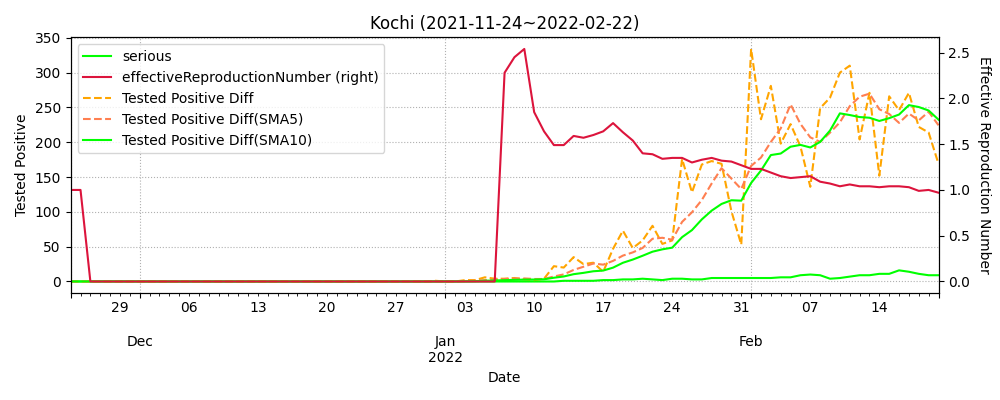 Kochi (2021-11-24~2022-02-22)
serious
effectiveReproductionNumber (right)
Tested Positive Diff
Tested Positive Diff(SMA5)
Tested Positive Diff(SMA10)
Tested Positive
350
300
250
200
150
100
50
0
2.5
2.0
1.5
1.0
0.5
0.0
Effective Reproduction Number
29 06 13 20 27 03 10 17 24 31 07 14
Dec Jan Feb
2022
Date